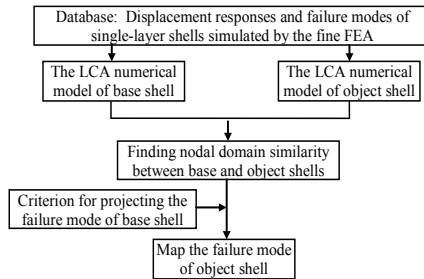 Database: Displacement responses and failure modes of
single-layer shells simulated by the fine FEA
The LCA numerical
model of base shell
The LCA numerical
model of object shell
Finding nodal domain similarity
between base and object shells
Criterion for projecting the
failure mode of base shell
Map the failure mode
of object shell